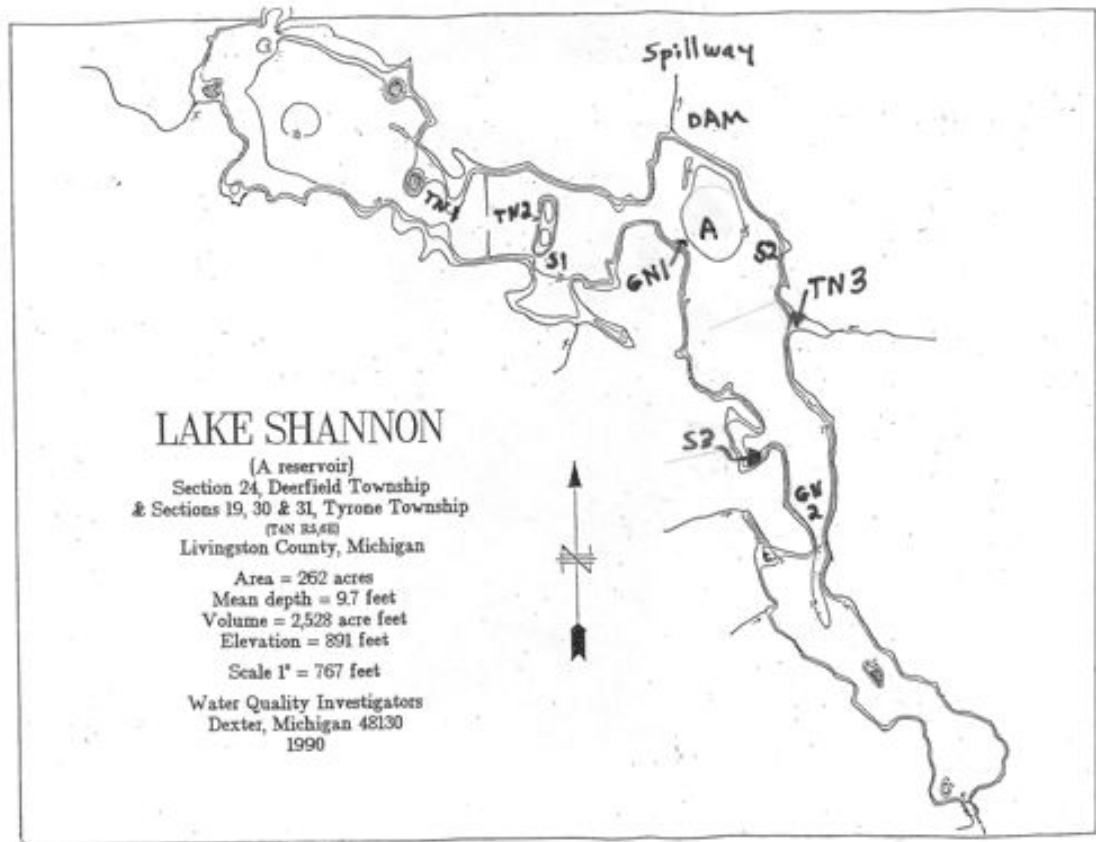 Spillway
DAM
TN1
TN2
A
S2
S1
GN1
TN3
LAKE SHANNON
(A reservoir)
Section 24, Deerfield Township
& Sections 19, 30 & 31, Tyrone Township
(T4N R5,6E)
Livingston County, Michigan
Area = 262 acres
Mean depth = 9.7 feet
Volume = 2,528 acre feet
Elevation = 891 feet
Scale 1" = 767 feet
Water Quality Investigators
Dexter, Michigan 48130
1990
S3
GN
2
N